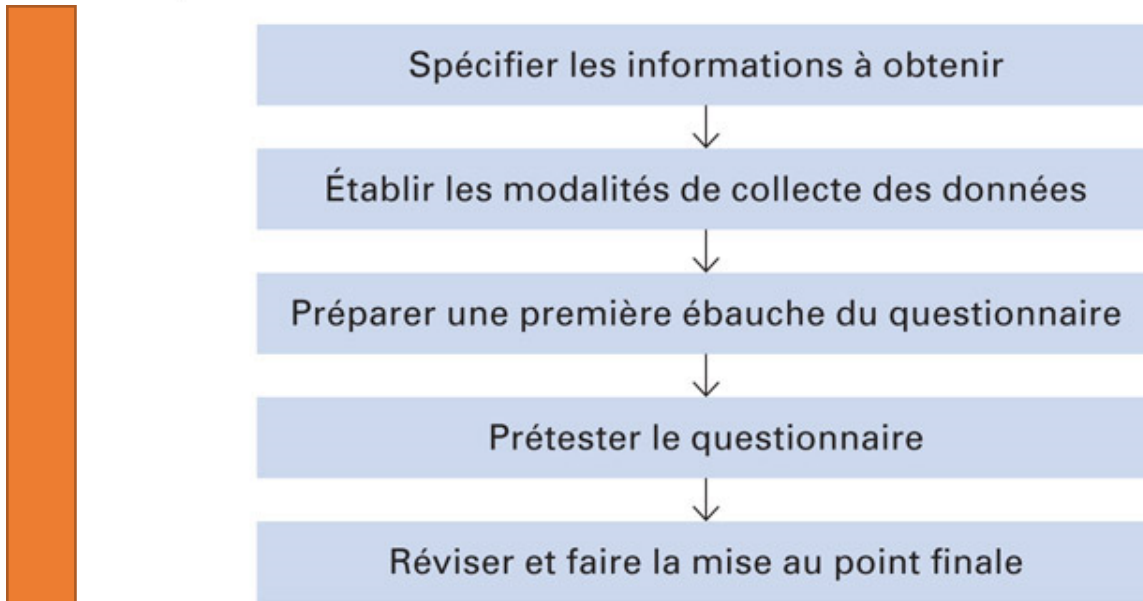 Spécifier les informations à obtenir
Établir les modalités de collecte des données
Préparer une première ébauche du questionnaire
Prétester le questionnaire
Réviser et faire la mise au point finale